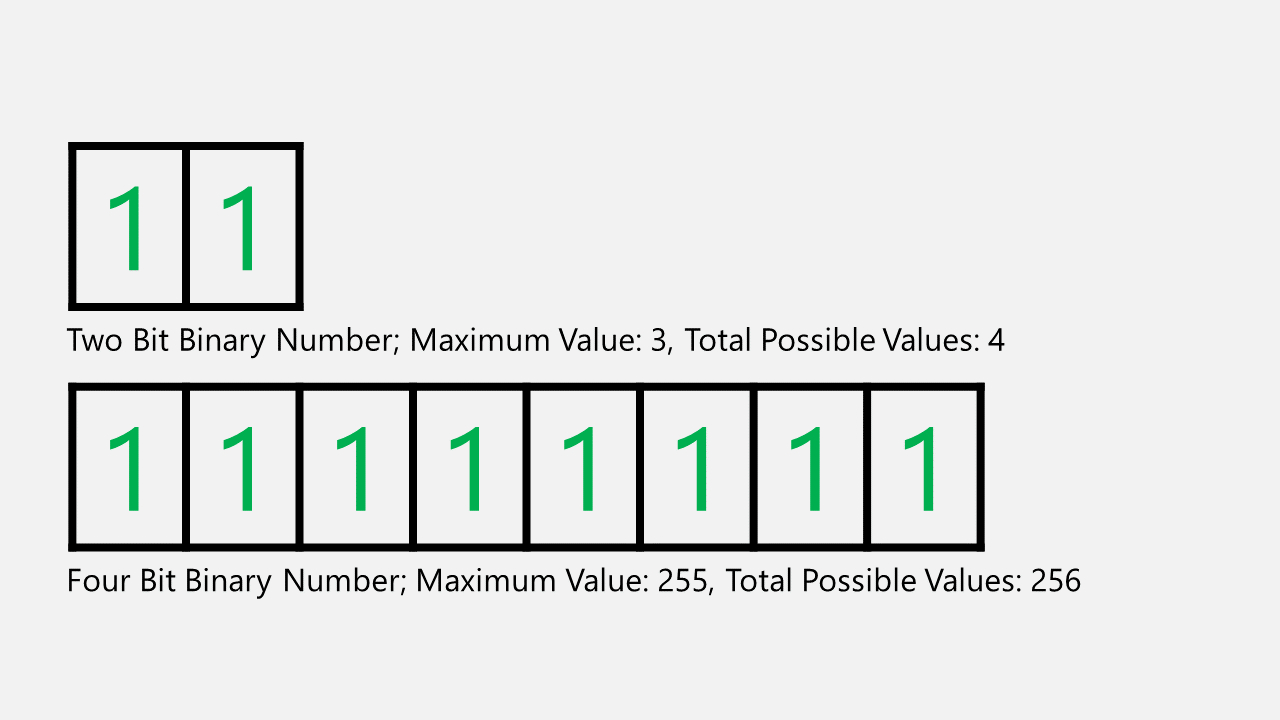 1 1
Two Bit Binary Number; Maximum Value: 3, Total Possible Values: 4
1 1 1 1 1 1 1 1
Four Bit Binary Number; Maximum Value: 255, Total Possible Values: 256